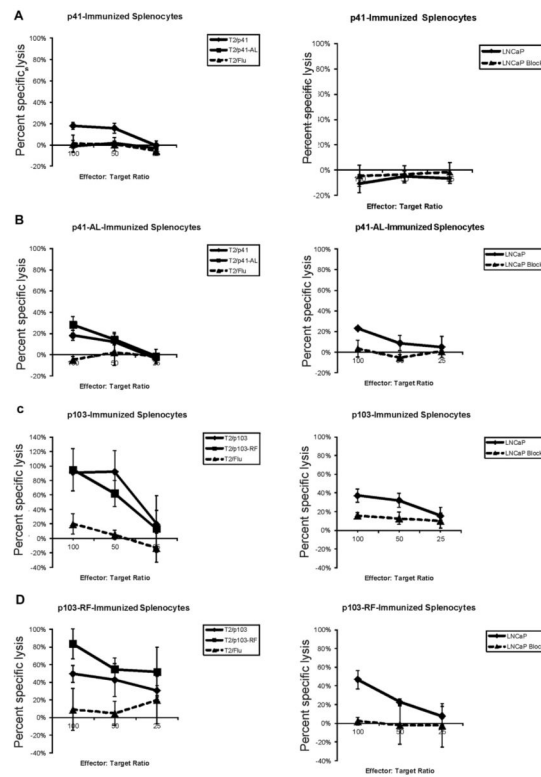 A
p41-Immunized Splenocytes
Percent specific lysis
100%
80%
60%
40%
20%
0%
-20%
100 50
T2/p41
T2/p41-AL
T2/Flu
Effector: Target Ratio
p41-Immunized Splenocytes
Percent specific lysis
100%
80%
60%
40%
20%
0%
-20%
LNCaP
LNCaP Block
Effector: Target Ratio
B
p41-AL-Immunized Splenocytes
Percent specific lysis
100%
80%
60%
40%
20%
0%
-20%
100 50
T2/p41
T2/p41-AL
T2/Flu
Effector: Target Ratio
p41-AL-Immunized Splenocytes
Percent specific lysis
100%
80%
60%
40%
20%
0%
-20%
100 25
LNCaP
LNCaP Block
Effector: Target Ratio
C
p103-Immunized Splenocytes
Percent specific lysis
140%
120%
100%
80%
60%
40%
20%
0%
-20%
-40%
100 50 25
T2/p103
T2/p103-RF
T2/Flu
Effector: Target Ratio
p103-Immunized Splenocytes
Percent specific lysis
100%
80%
60%
40%
20%
0%
-20%
-40%
100 50 25
LNCaP
LNCaP Block
Effector: Target Ratio
D
p103-RF-Immunized Splenocytes
Percent specific lysis
100%
80%
60%
40%
20%
0%
-20%
-40%
100 50 25
T2/p103
T2/p103-RF
T2/Flu
Effector: Target Ratio
p103-RF-Immunized Splenocytes
Percent specific lysis
100%
80%
60%
40%
20%
0%
-20%
-40%
100 50 25
LNCaP
LNCaP Block
Effector: Target Ratio